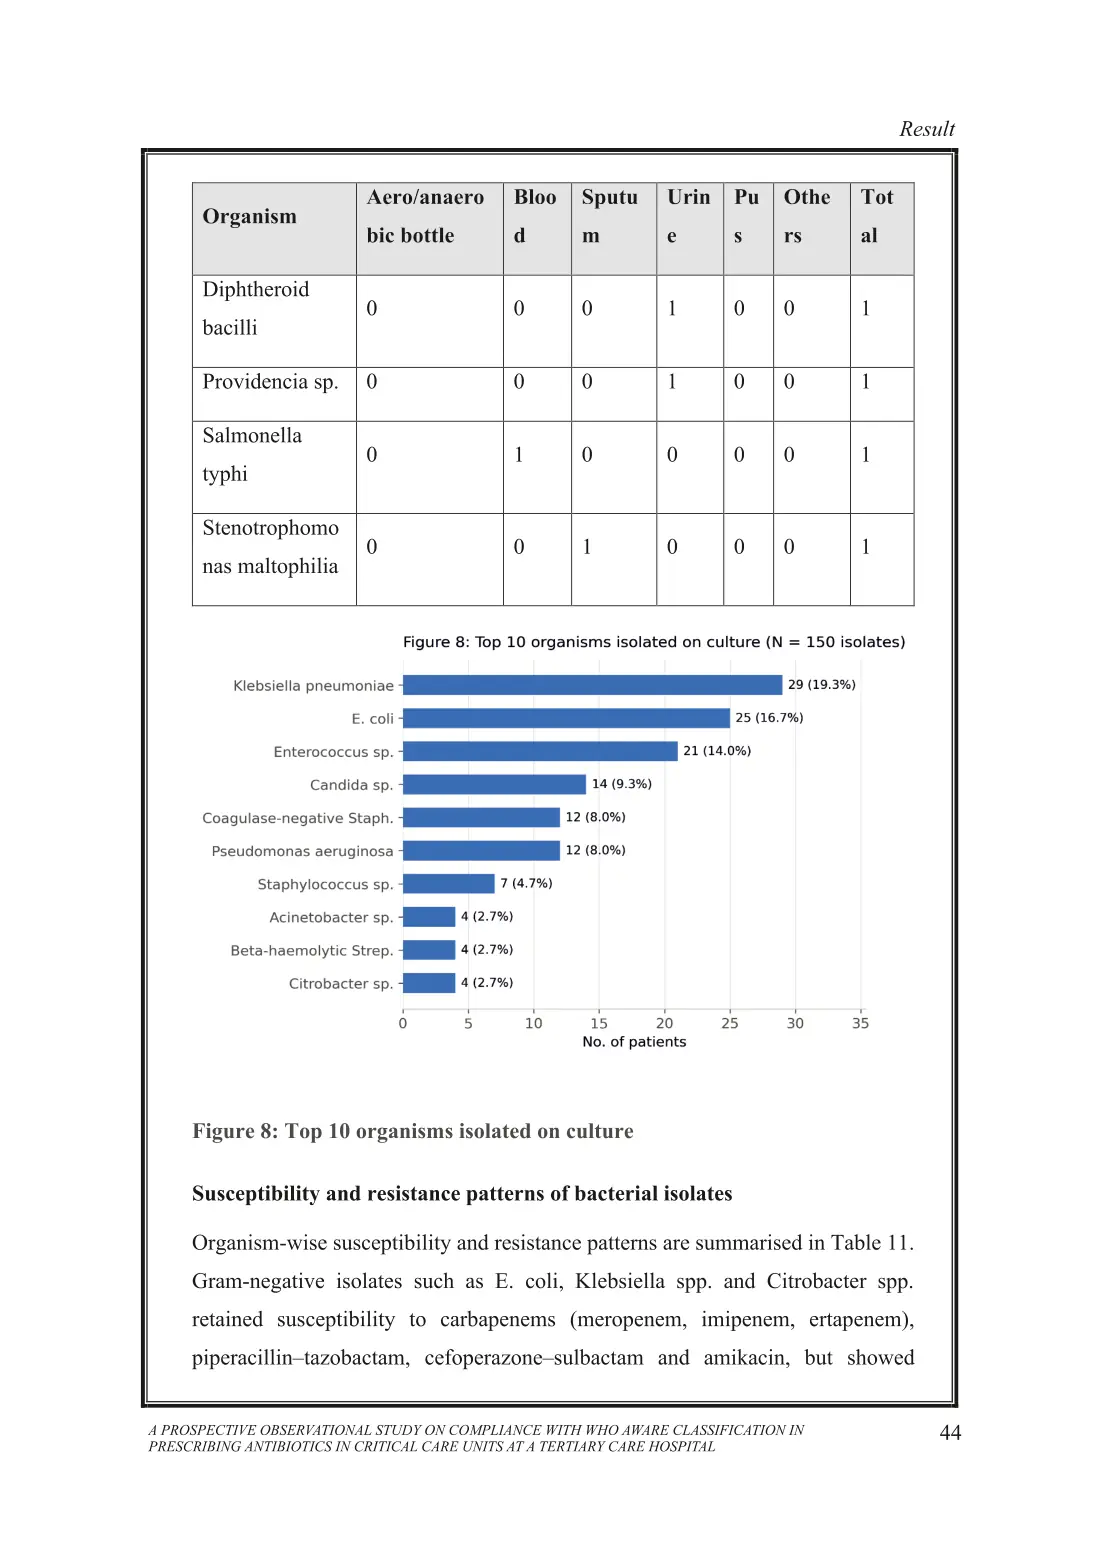 Result
Organism
Aero/anaero
bic bottle
Bloo
d
Sputu
m
Urin
e
Pu
s
Othe
rs
Tot
al
Diphtheroid
bacilli
0 0 0 1 0 0 1
Providencia sp. 0 0 0 1 0 0 1
Salmonella
typhi
0 1 0 0 0 0 1
Stenotrophomo
nas maltophilia
0 0 1 0 0 0 1
Figure 8: Top 10 organisms isolated on culture (N = 150 isolates)
Klebsiella pneumoniae 29 (19.3%)
E. coli 25 (16.7%)
Enterococcus sp. 21 (14.0%)
Candida sp. 14 (9.3%)
Coagulase-negative Staph. 12 (8.0%)
Pseudomonas aeruginosa 12 (8.0%)
Staphylococcus sp. 7 (4.7%)
Acinetobacter sp. 4 (2.7%)
Beta-haemolytic Strep. 4 (2.7%)
Citrobacter sp. 4 (2.7%)
0 5 10 15 20 25 30 35
No. of patients
Figure 8: Top 10 organisms isolated on culture
Susceptibility and resistance patterns of bacterial isolates
Organism-wise susceptibility and resistance patterns are summarised in Table 11.
Gram-negative isolates such as E. coli, Klebsiella spp. and Citrobacter spp.
retained susceptibility to carbapenems (meropenem, imipenem, ertapenem),
piperacillin–tazobactam, cefoperazone–sulbactam and amikacin, but showed
A PROSPECTIVE OBSERVATIONAL STUDY ON COMPLIANCE WITH WHO AWARE CLASSIFICATION IN
PRESCRIBING ANTIBIOTICS IN CRITICAL CARE UNITS AT A TERTIARY CARE HOSPITAL
44